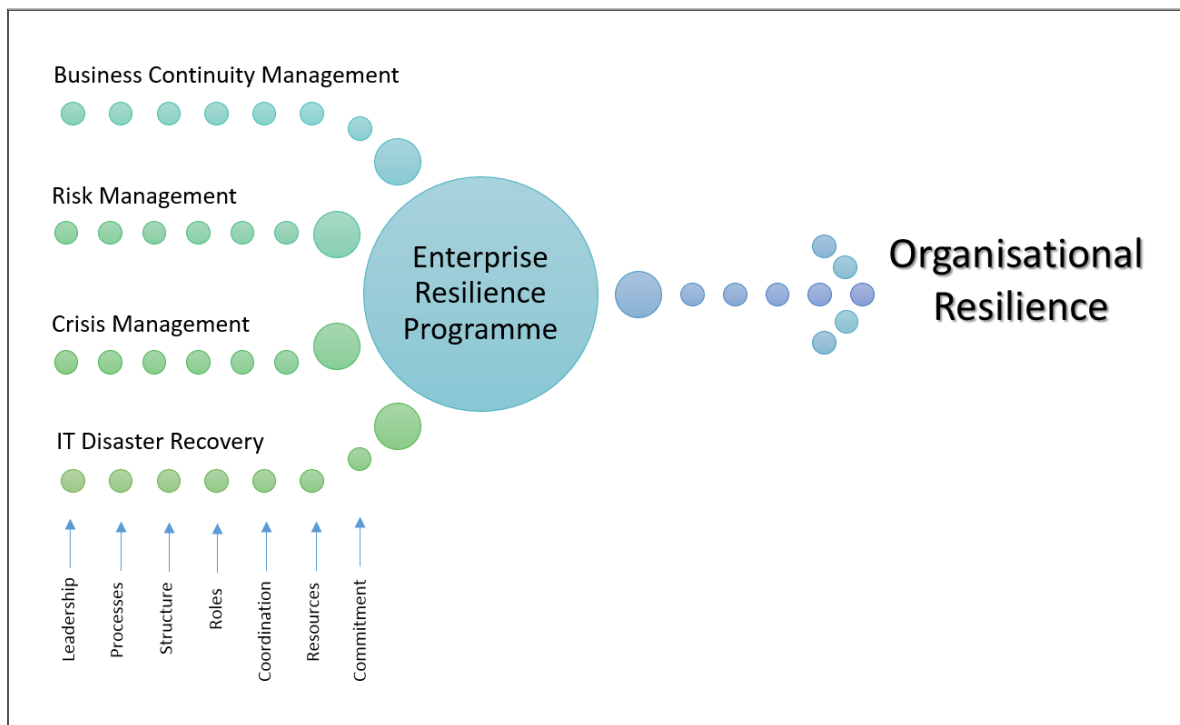 Business Continuity Management
Risk Management
Crisis Management
IT Disaster Recovery
Enterprise
Resilience
Programme
Organisational
Resilience
Leadership
Processes
Structure
Roles
Coordination
Resources
Commitment